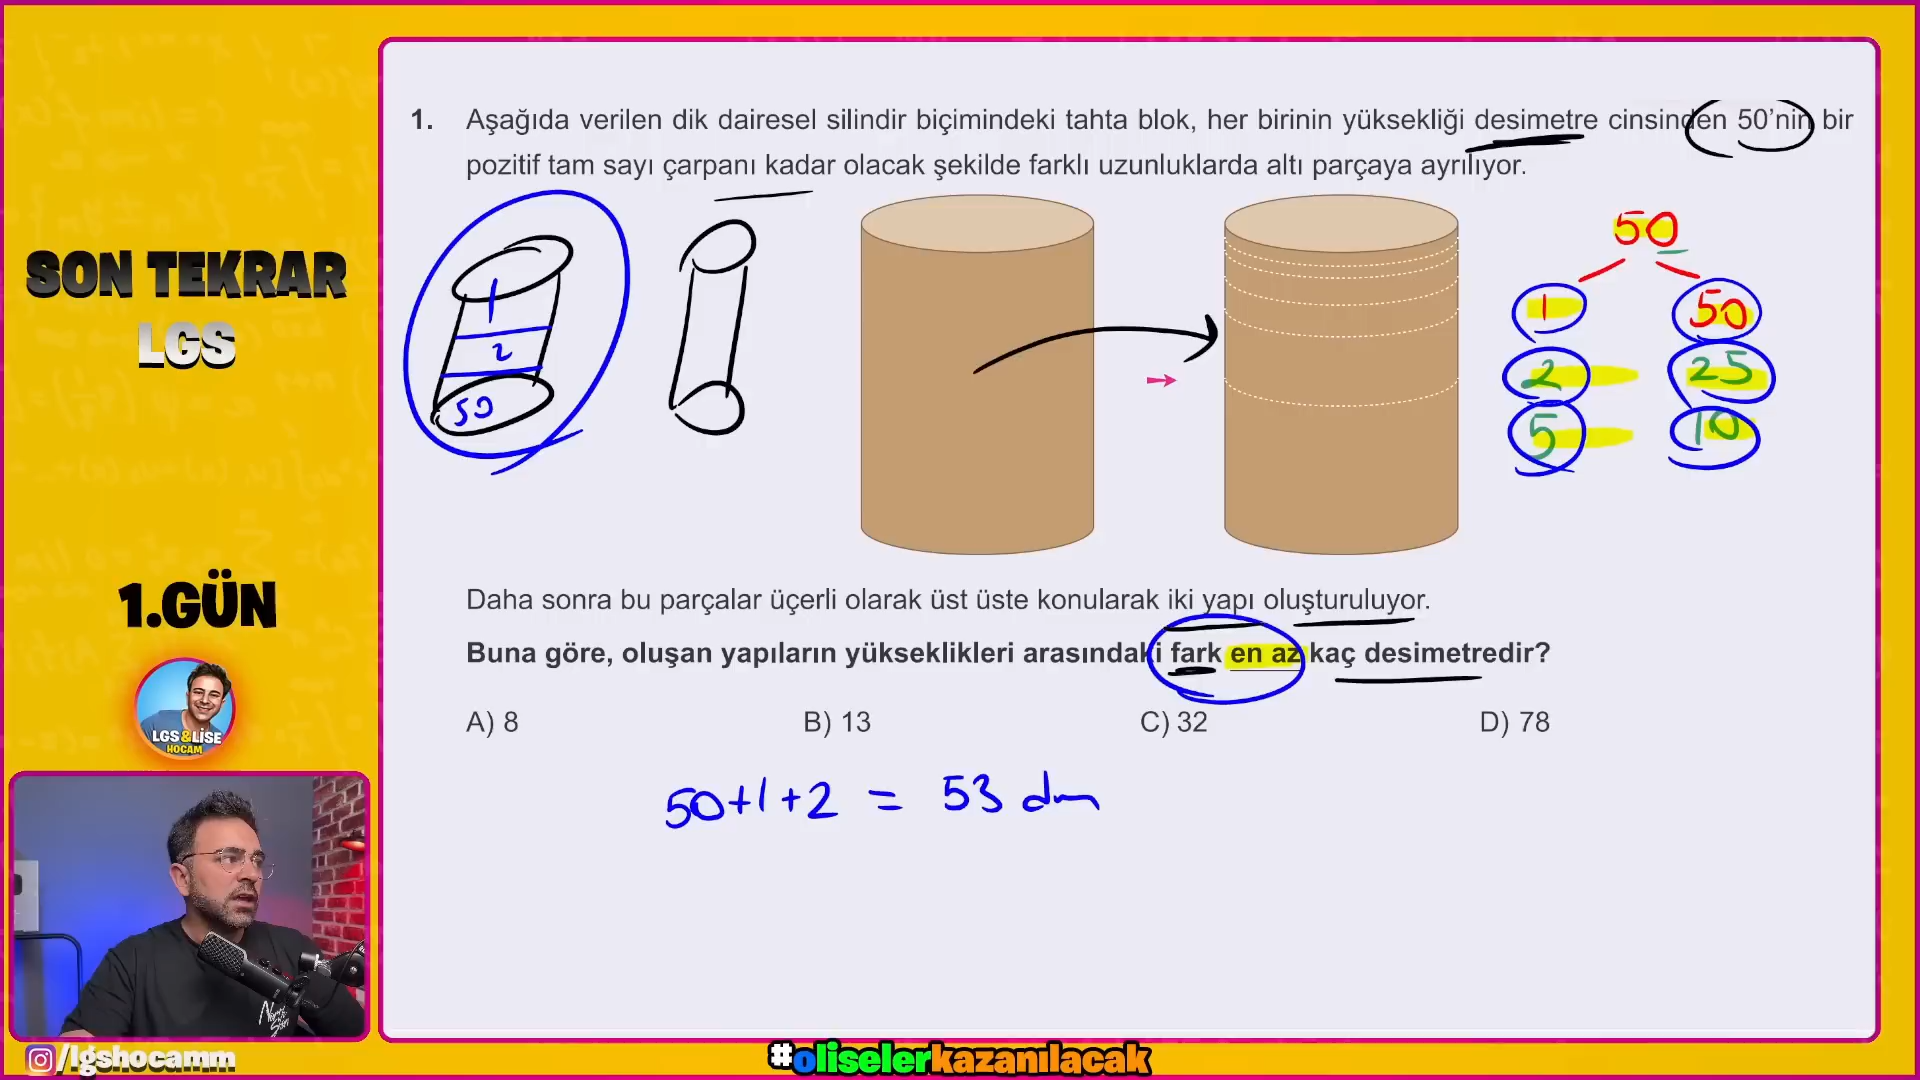 SON TEKRAR
LGS
1.GÜN
LGS&LİSE
HOCAM
/lgshocamm
1. Aşağıda verilen dik dairesel silindir biçimindeki tahta blok, her birinin yüksekliği desimetre cinsinden 50'nin bir
pozitif tam sayı çarpanı kadar olacak şekilde farklı uzunluklarda altı parçaya ayrılıyor.
1
2
50
50
1 50
2 25
5 10
Daha sonra bu parçalar üçerli olarak üst üste konularak iki yapı oluşturuluyor.
Buna göre, oluşan yapıların yükseklikleri arasındaki fark en az kaç desimetredir?
A) 8 B) 13 C) 32 D) 78
50+1+2 = 53 dm
#oliselerkazanılacak